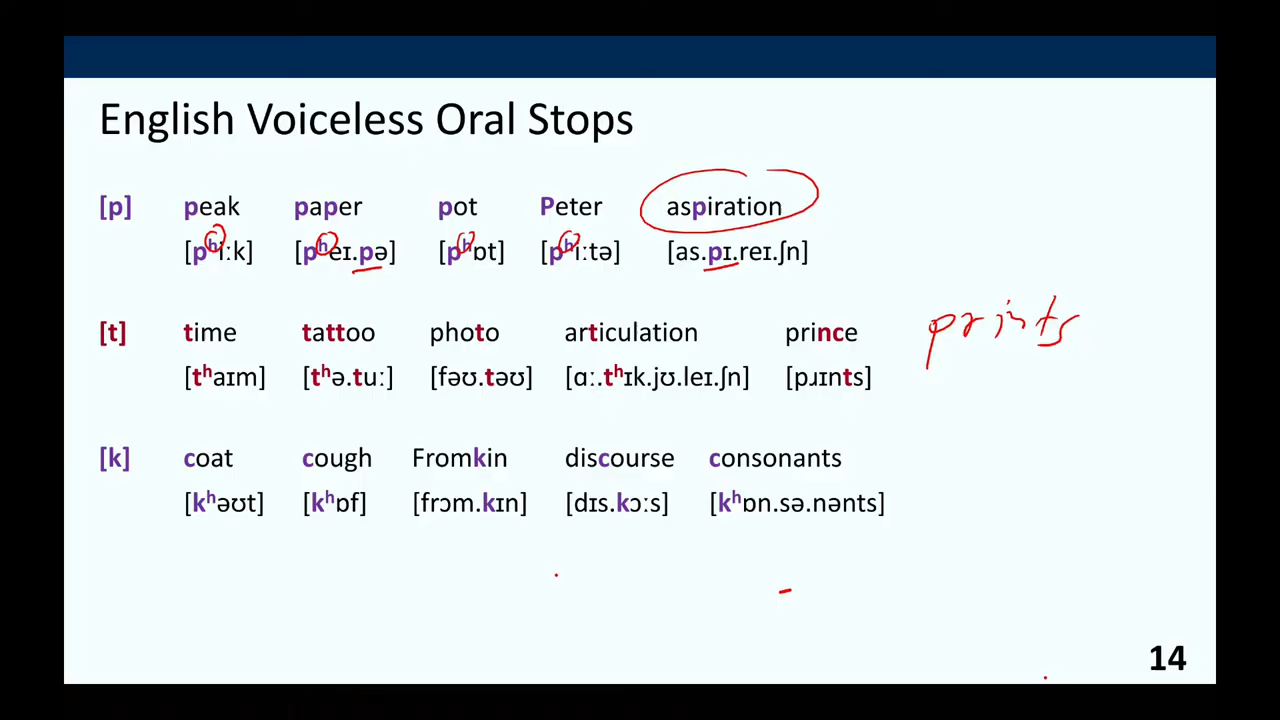 English Voiceless Oral Stops
[p] peak paper pot Peter aspiration
[pʰiːk] [pʰeɪ.pə] [pʰɒt] [pʰiːtə] [as.pɪ.reɪ.ʃn]
[t] time tattoo photo articulation prince prints
[tʰaɪm] [tʰə.tuː] [fəʊ.təʊ] [ɑː.tʰɪk.jʊ.leɪ.ʃn] [pɹɪnts]
[k] coat cough Fromkin discourse consonants
[kʰəʊt] [kʰɒf] [frɔm.kɪn] [dɪs.kɔːs] [kʰɒn.sə.nənts]
14